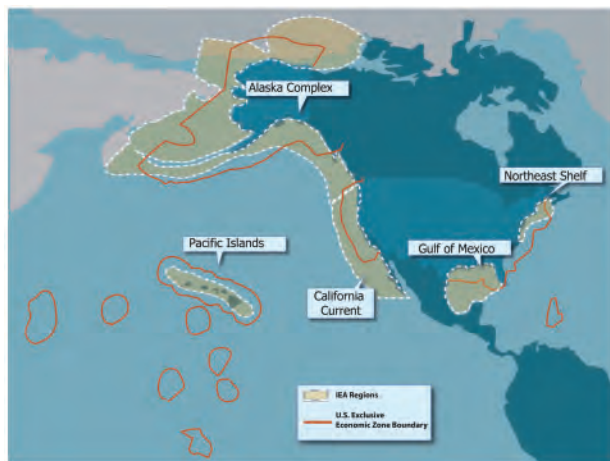 Alaska Complex
Northeast Shelf
Pacific Islands
Gulf of Mexico
California
Current
IEA Regions
U.S. Exclusive
Economic Zone Boundary